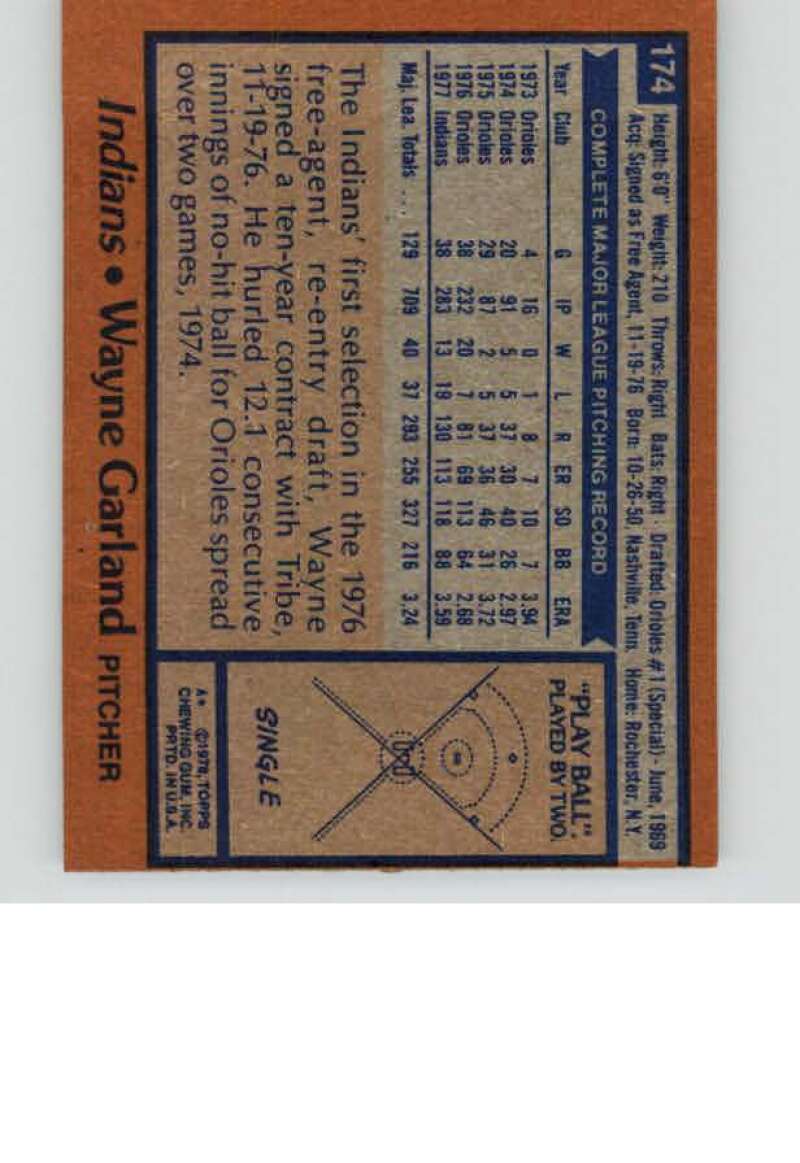 174
Height: 6'0" Weight: 210 Throws: Right Bats: Right · Drafted: Orioles #1 (Special) - June, 1969
Acq: Signed as Free Agent, 11-19-76 Born: 10-26-50, Nashville, Tenn. Home: Rochester, N.Y.
COMPLETE MAJOR LEAGUE PITCHING RECORD
Year Club G IP W L R ER SO BB ERA
1973 Orioles 4 16 0 1 8 7 10 7 3.94
1974 Orioles 20 91 5 5 37 30 40 26 2.97
1975 Orioles 29 87 2 5 37 36 46 31 3.72
1976 Orioles 38 232 20 7 81 69 113 64 2.68
1977 Indians 38 283 13 19 130 113 118 88 3.59
Maj. Lea. Totals ... 129 709 40 37 293 255 327 216 3.24
The Indians' first selection in the 1976
free-agent, re-entry draft, Wayne
signed a ten-year contract with Tribe,
11-19-76. He hurled 12.1 consecutive
innings of no-hit ball for Orioles spread
over two games, 1974.
"PLAY BALL".
PLAYED BY TWO.
SINGLE
A* ©1978, TOPPS
CHEWING GUM, INC.
PRTD. IN U.S.A.
Indians • Wayne Garland PITCHER